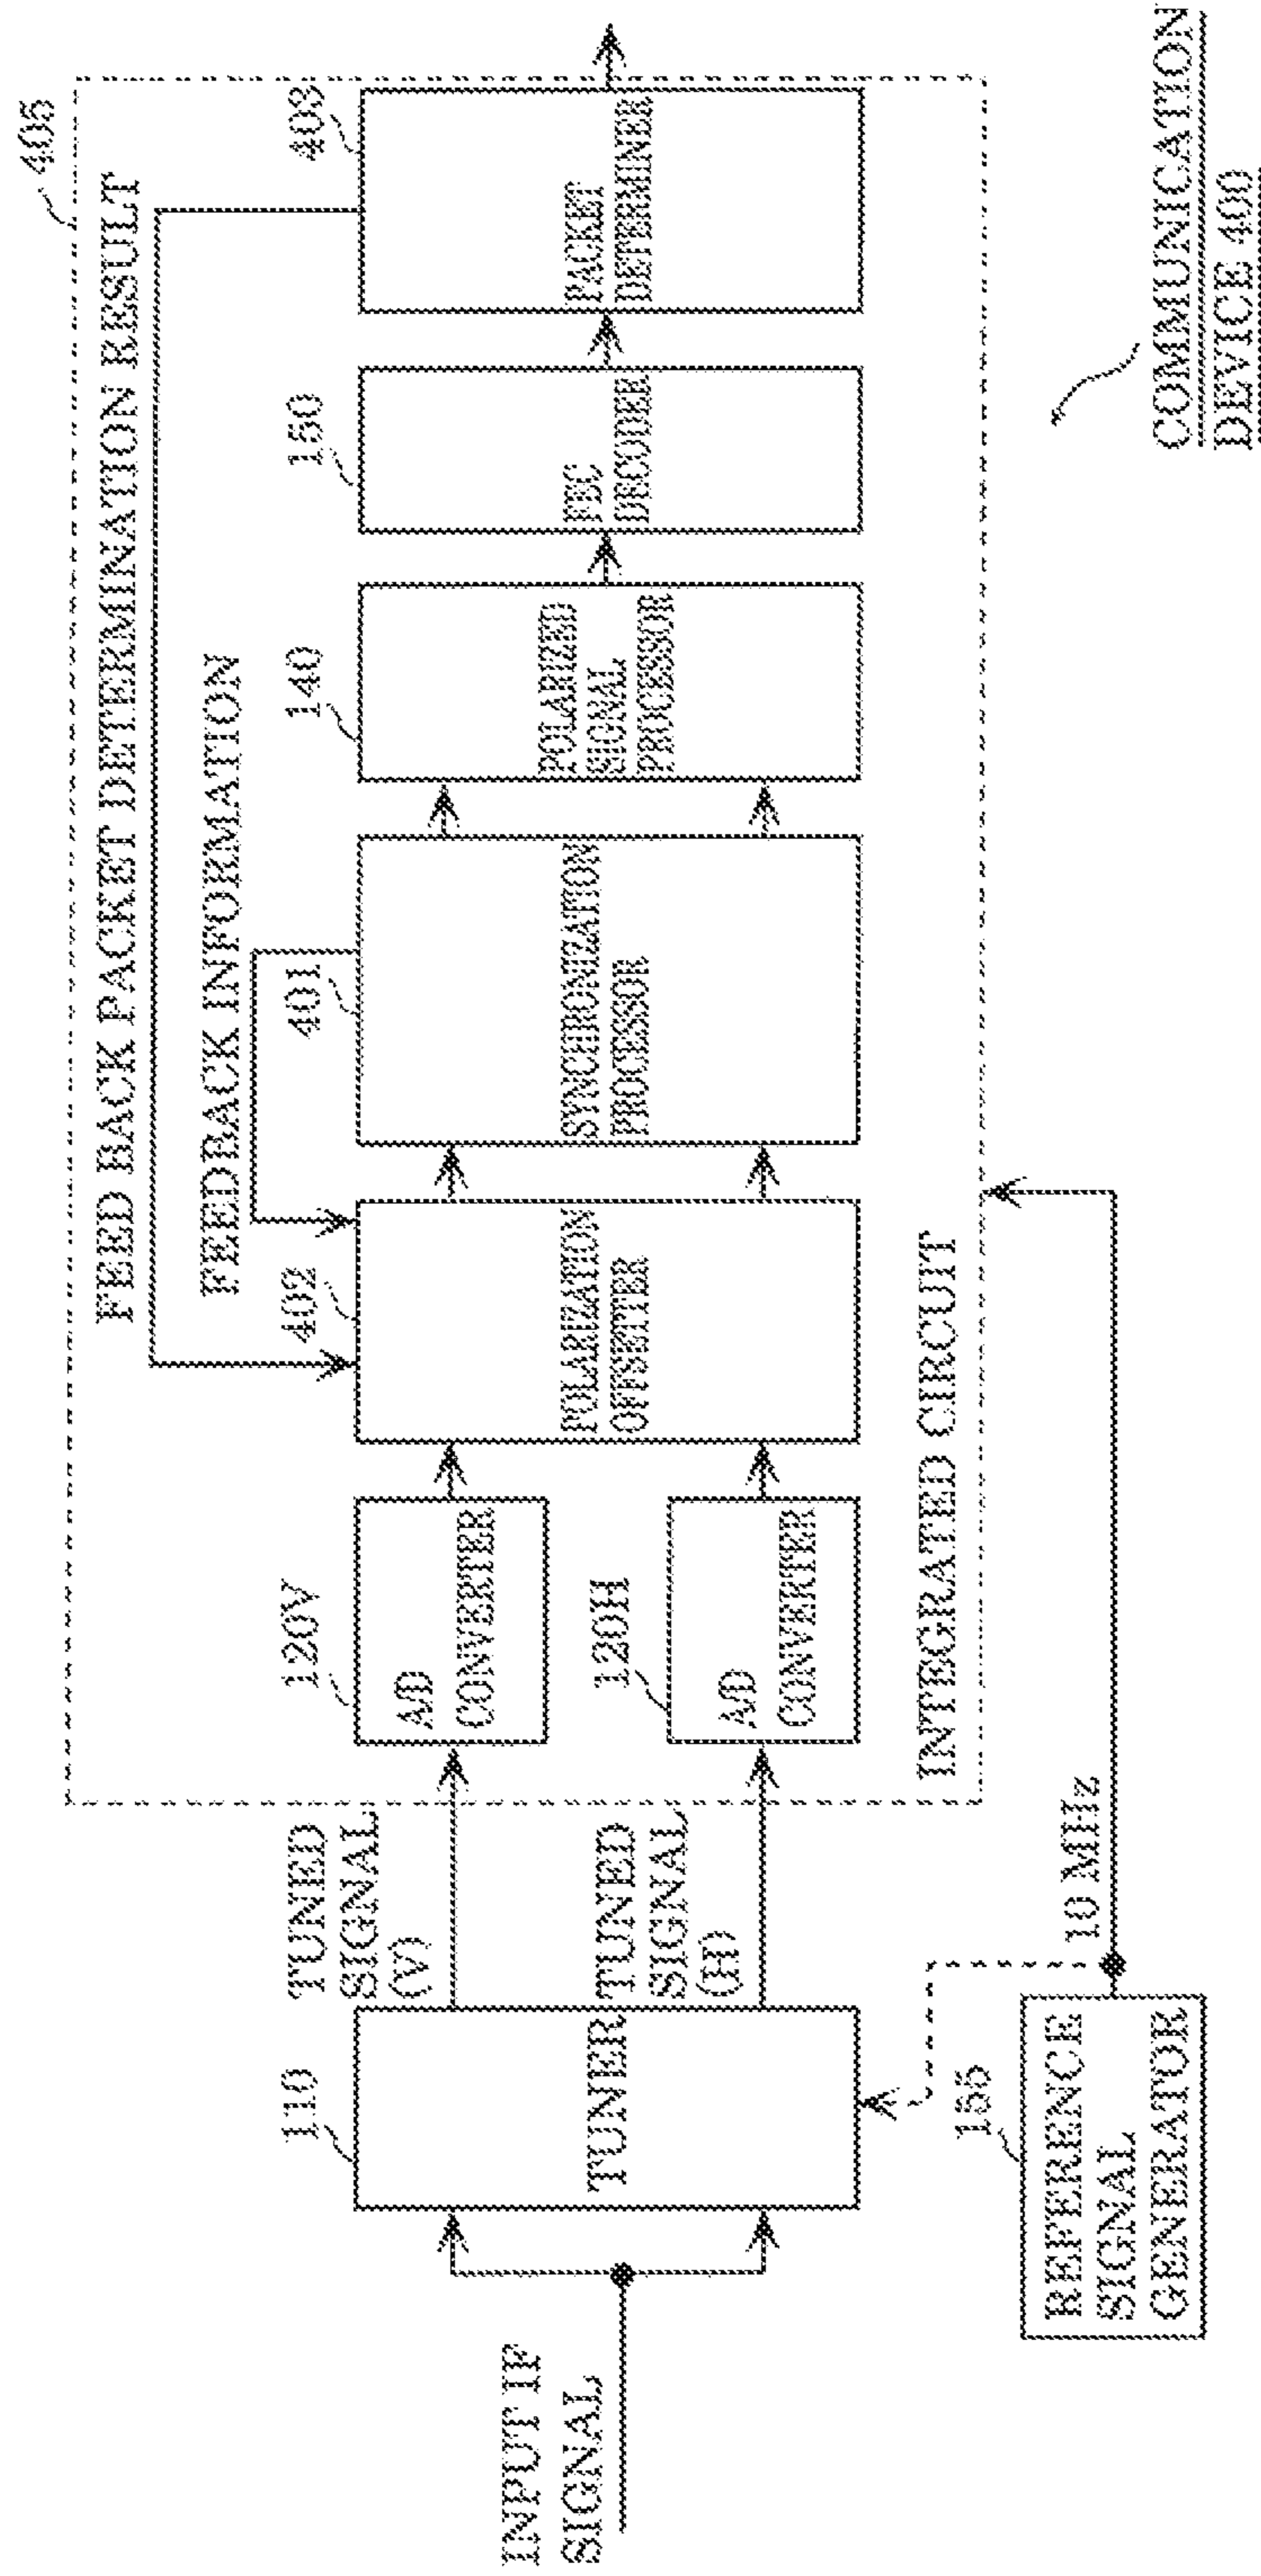 FEED BACK PACKET DETERMINATION RESULT
405
FEEDBACK INFORMATION
110
TUNER
INPUT IF
SIGNAL
TUNED
SIGNAL
(V)
TUNED
SIGNAL
(H)
120V
A/D
CONVERTER
120H
A/D
CONVERTER
402
POLARIZATION
OFFSETTER
401
SYNCHRONIZATION
PROCESSOR
140
POLARIZED
SIGNAL
PROCESSOR
150
FEC
DECODER
403
PACKET
DETERMINER
INTEGRATED CIRCUIT
155
REFERENCE
SIGNAL
GENERATOR
10 MHz
COMMUNICATION
DEVICE 400